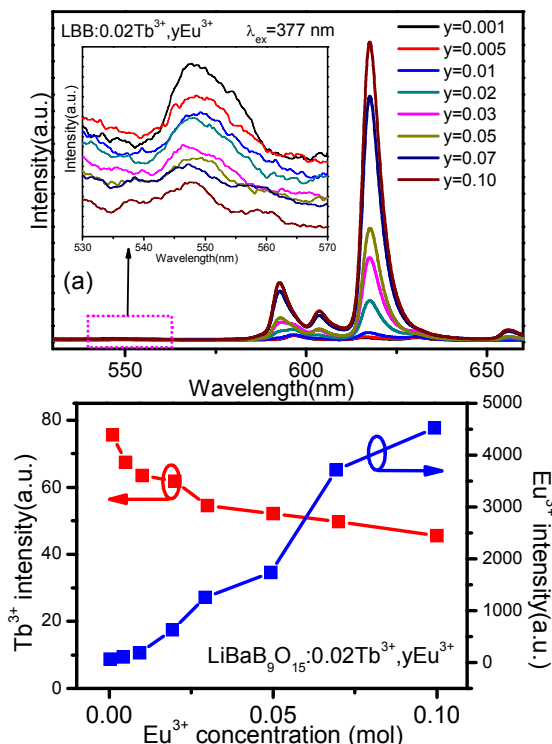 LBB:0.02Tb³⁺,yEu³⁺ λex=377 nm
y=0.001
y=0.005
y=0.01
y=0.02
y=0.03
y=0.05
y=0.07
y=0.10
Intensity(a.u.)
530 540 550 560 570
Wavelength(nm)
(a)
Intensity(a.u.)
550 600 650
Wavelength(nm)
80
60
40
20
0
Tb³⁺ intensity(a.u.)
5000
4000
3000
2000
1000
0
Eu³⁺ intensity
(a.u.)
LiBaB₉O₁₅:0.02Tb³⁺,yEu³⁺
0.00 0.05 0.10
Eu³⁺ concentration (mol)